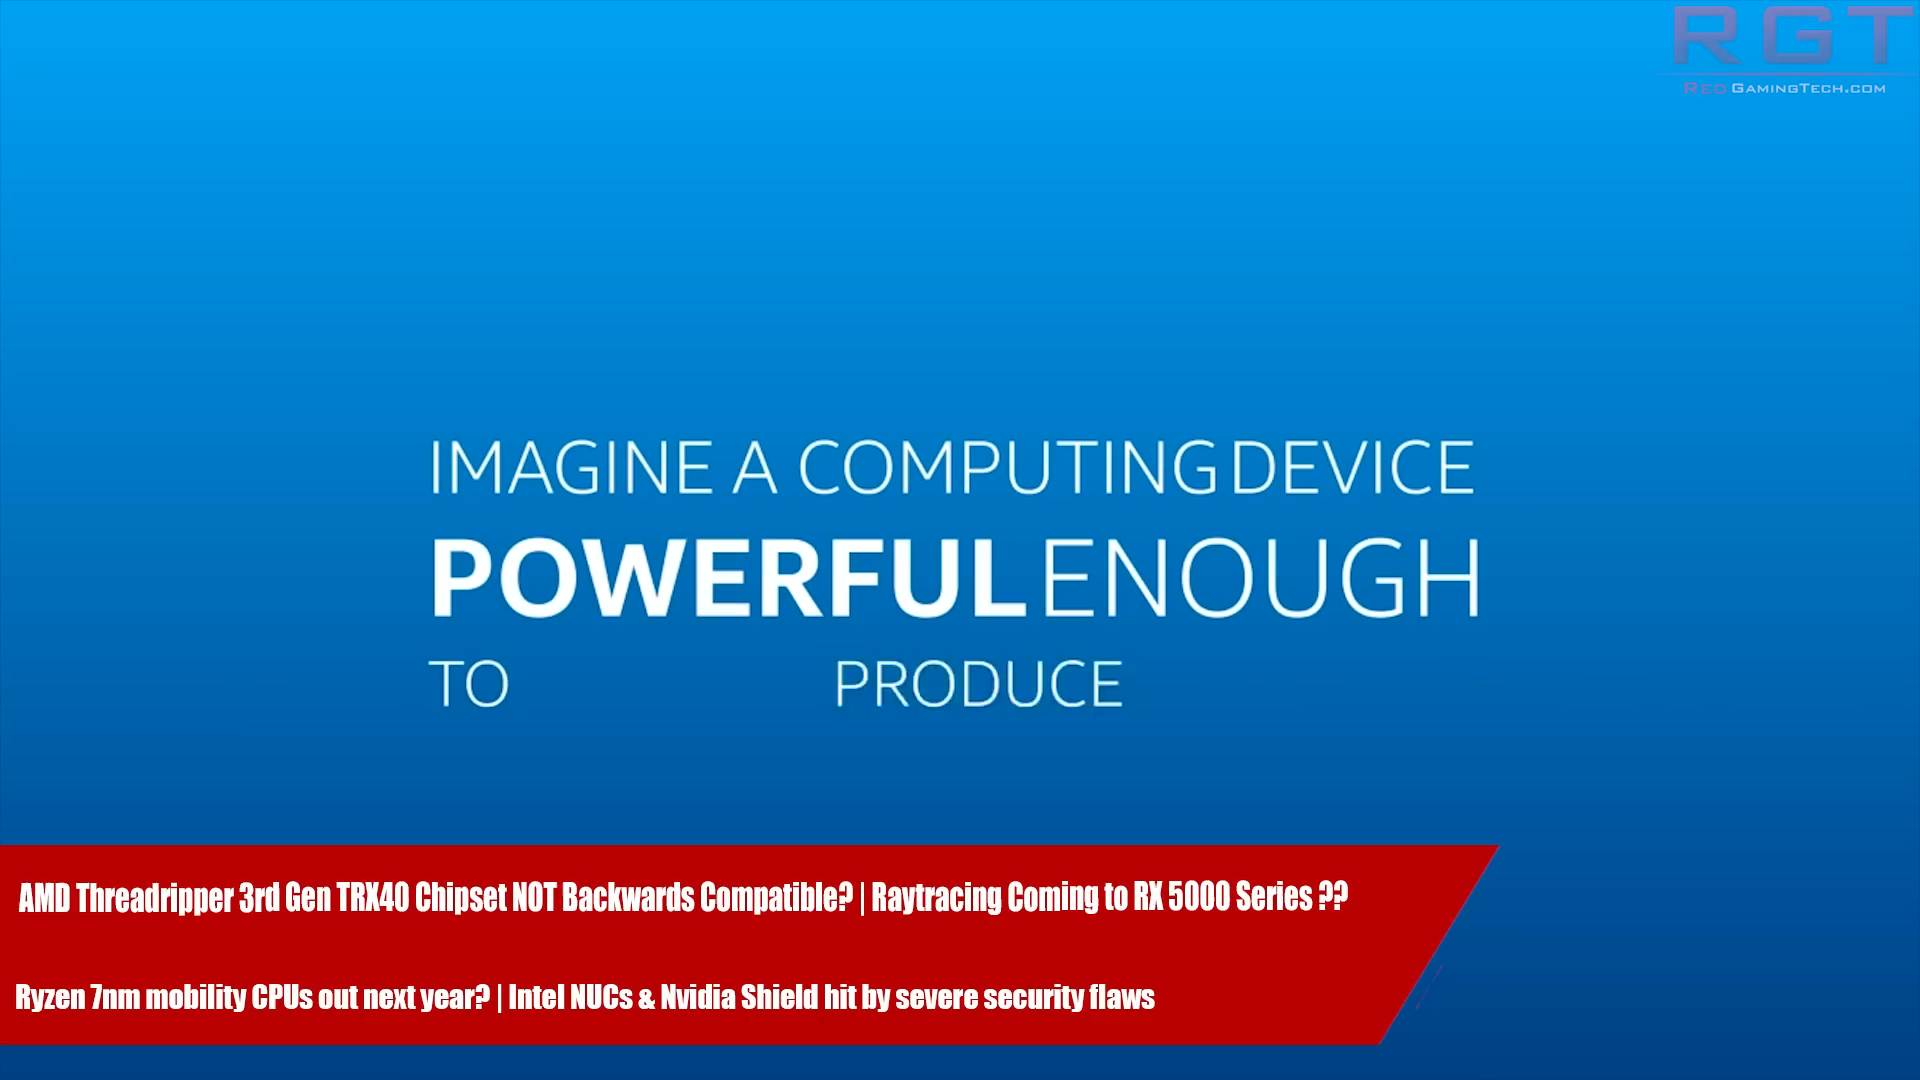 RGT
RedGamingTech.com
IMAGINE A COMPUTING DEVICE
POWERFUL ENOUGH
TO PRODUCE
AMD Threadripper 3rd Gen TRX40 Chipset NOT Backwards Compatible? | Raytracing Coming to RX 5000 Series ??
Ryzen 7nm mobility CPUs out next year? | Intel NUCs & Nvidia Shield hit by severe security flaws